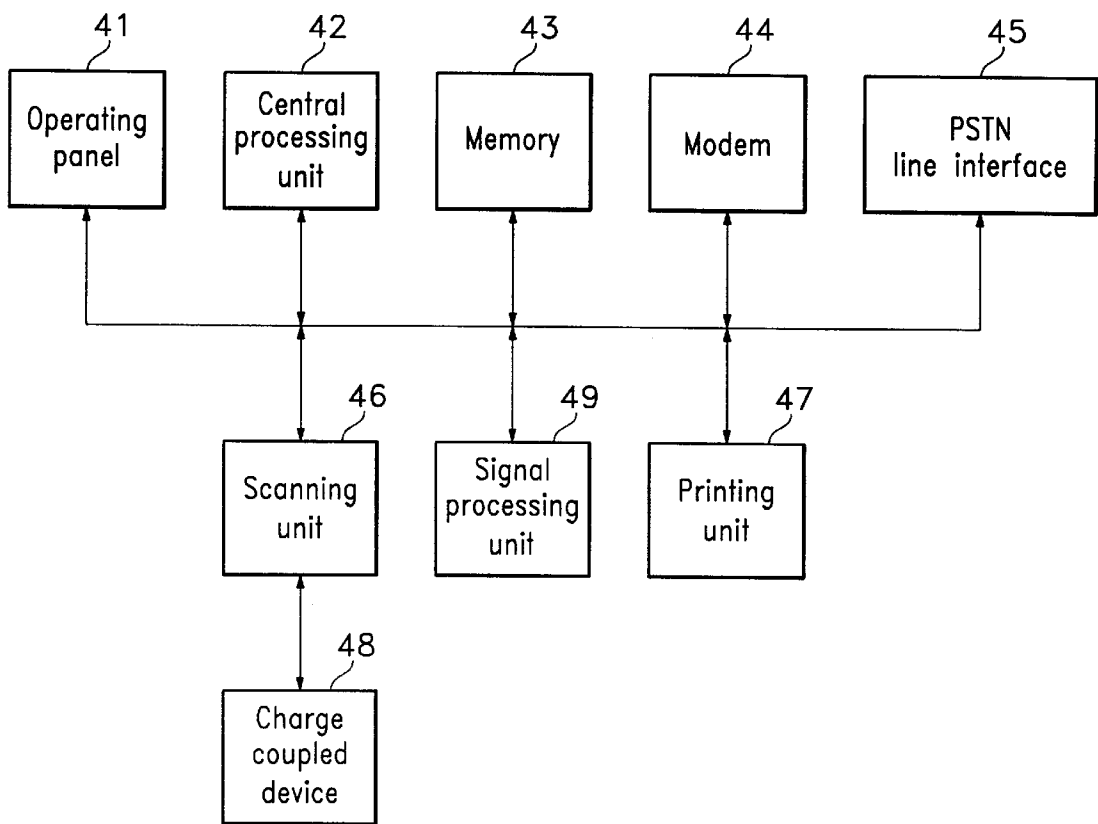 41
42
43
44
45
Operating
panel
Central
processing
unit
Memory
Modem
PSTN
line interface
46
49
47
Scanning
unit
Signal
processing
unit
Printing
unit
48
Charge
coupled
device